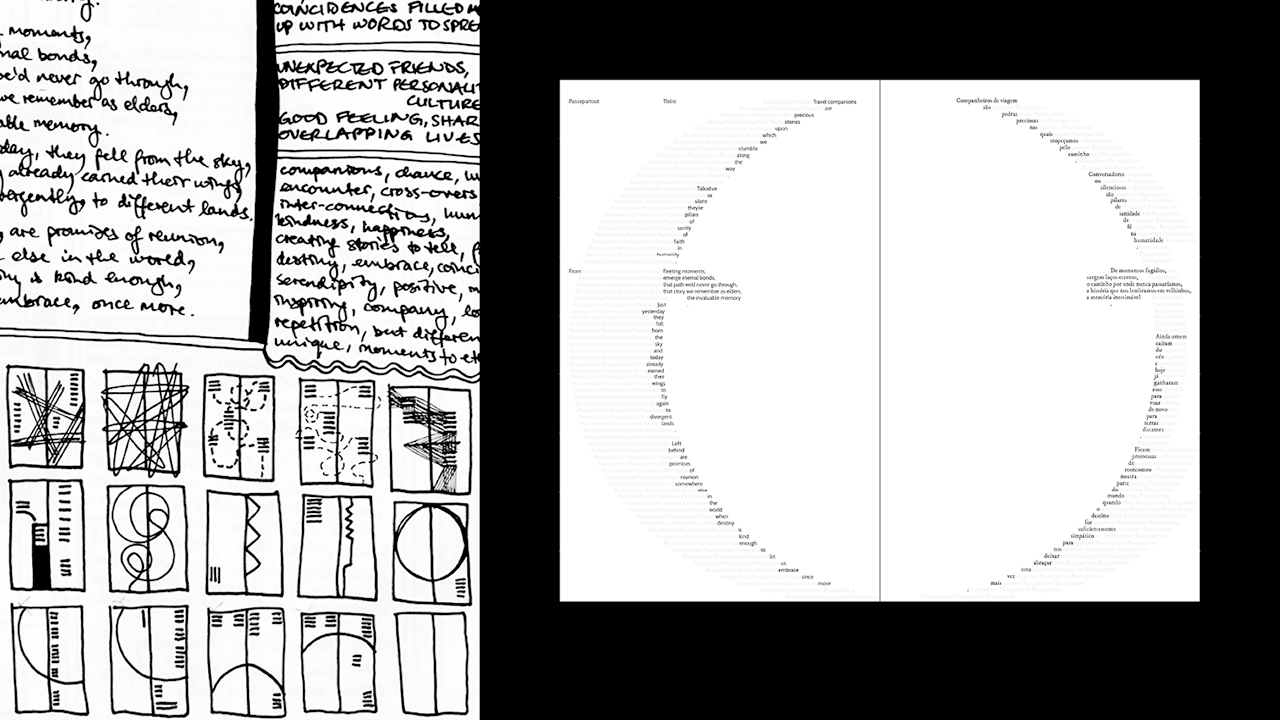 moments,
nal bonds,
we'd never go through,
we remember as elders,
able memory.
day, they fell from the sky,
already earned their wings,
vergently to different lands.
are promises of reunion,
else in the world,
ny is kind enough,
embrace, once more.
COINCIDENCES FILLED M
UP WITH WORDS TO SPRE
UNEXPECTED FRIENDS,
DIFFERENT PERSONALI
CULTURE
GOOD FEELING, SHAR
OVERLAPPING LIVES
companions, chance, u
encounter, cross-overs
inter-connections, hum
kindness, happiness,
creating stories to tell, f
destiny, embrace, coinci
serendipity, positive, m
inspiring, company, lo
repetition, but differen
unique, moments to et
Passepartout
Tbilisi
Travel companions
are
precious
stones
upon
which
we
stumble
along
the
way
Talkative
or
silent
they're
pillars
of
sanity
of
faith
in
humanity
From
fleeting moments,
emerge eternal bonds,
that path we'd never go through,
that story we remember as elders,
the invaluable memory
Just
yesterday
they
fell
from
the
sky
and
today
already
earned
their
wings
to
fly
again
to
divergent
lands
Left
behind
are
promises
of
reunion
somewhere
else
in
the
world
when
destiny
is
kind
enough
to
let
us
embrace
once
more
Companheiros de viagem
são
pedras
preciosas
nas
quais
tropeçamos
pelo
caminho
.
Conversadores
ou
silenciosos
são
pilares
de
sanidade
de
fé
na
humanidade
.
De momentos fugidios,
surgem laços eternos,
o caminho por onde nunca passaríamos,
a história que nos lembramos em velhinhos,
a memória inestimável
.
Ainda ontem
caíram
do
céu
e
hoje
já
ganharam
asas
para
voar
de novo
para
terras
distantes
.
Ficam
promessas
de
reencontro
noutra
parte
do
mundo
quando
o
destino
for
suficientemente
simpático
para
nos
deixar
abraçar
uma
vez
mais
.